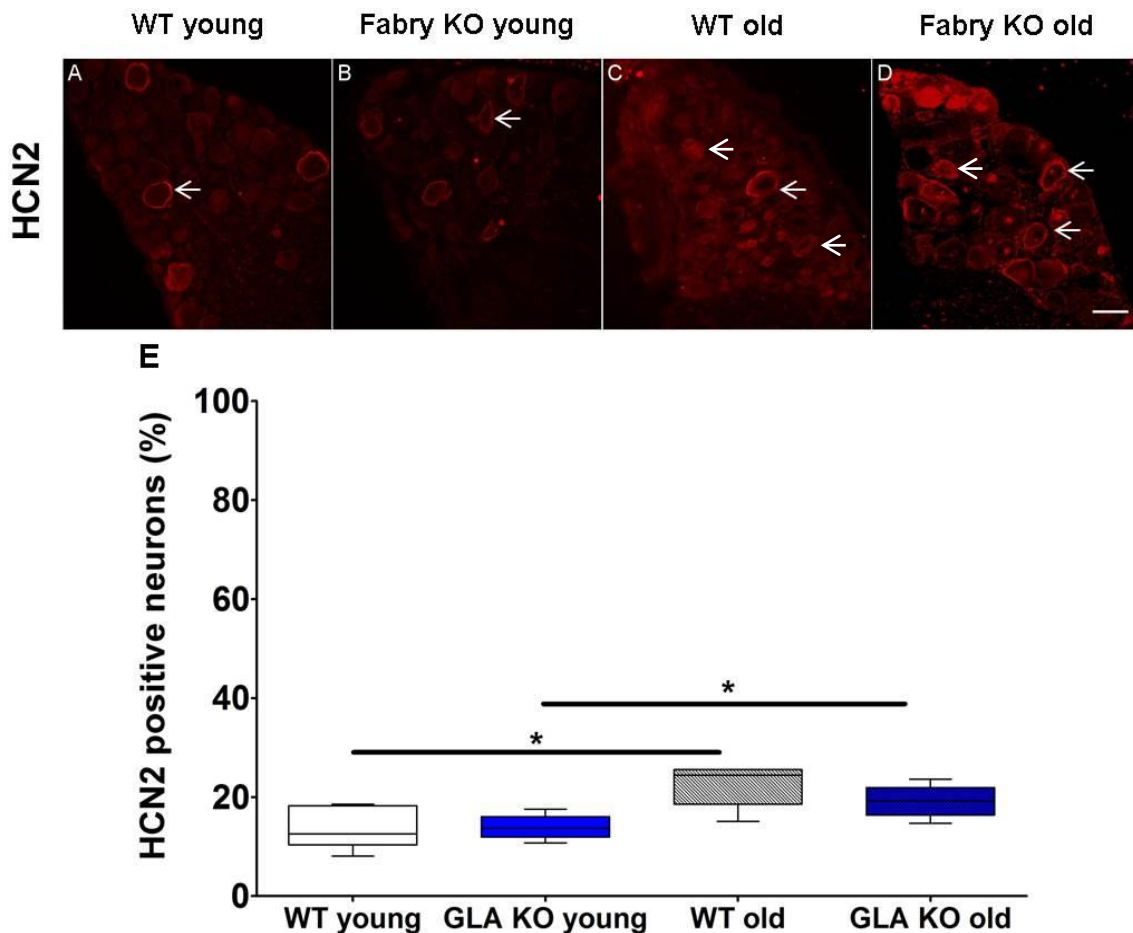 WT young Fabry KO young WT old Fabry KO old
HCN2
A B C D
E
HCN2 positive neurons (%)
100
80
60
40
20
0
*
*
WT young GLA KO young WT old GLA KO old